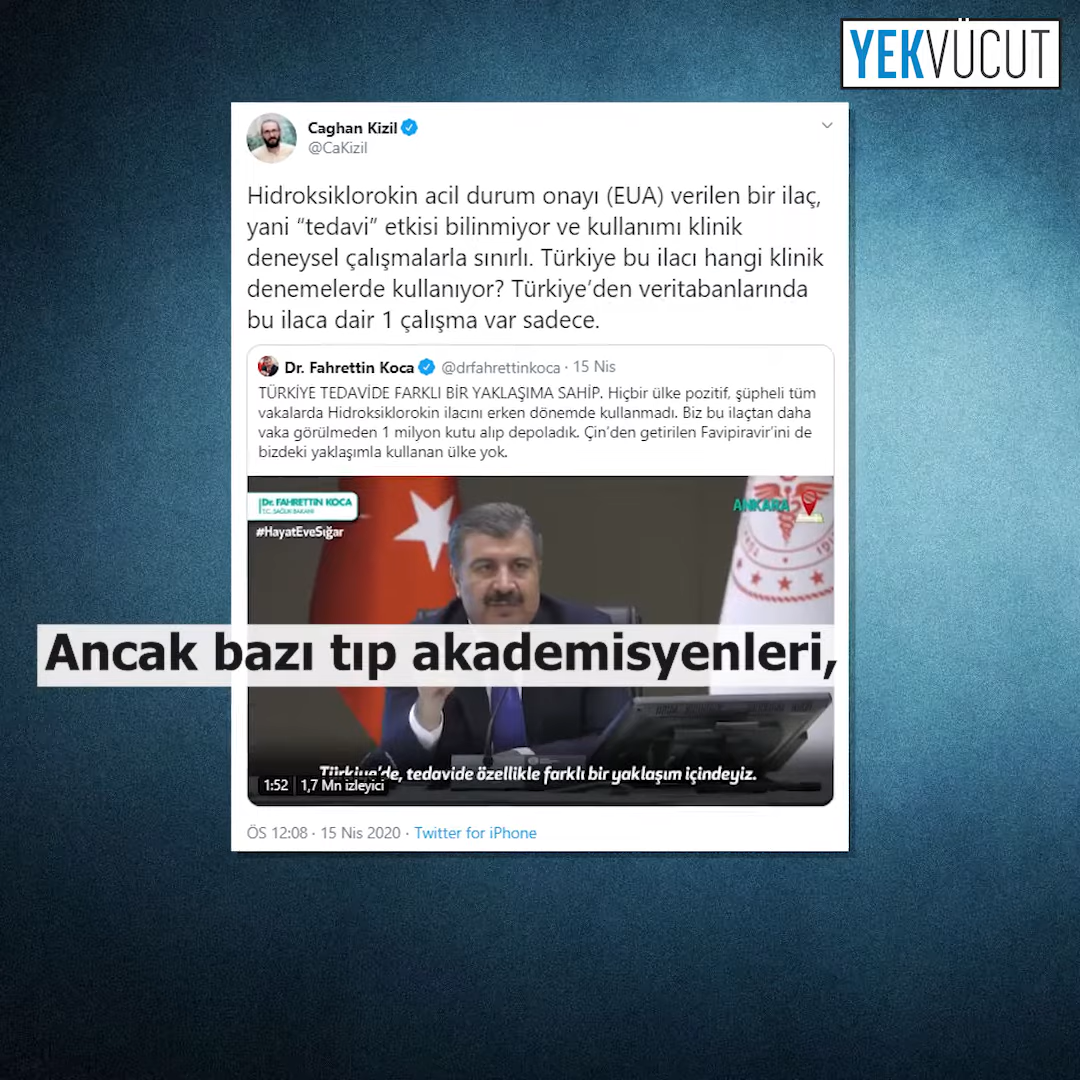 YEKVÜCUT
Caghan Kizil
@CaKizil
Hidroksiklorokin acil durum onayı (EUA) verilen bir ilaç,
yani “tedavi” etkisi bilinmiyor ve kullanımı klinik
deneysel çalışmalarla sınırlı. Türkiye bu ilacı hangi klinik
denemelerde kullanıyor? Türkiye’den veritabanlarında
bu ilaca dair 1 çalışma var sadece.
Dr. Fahrettin Koca @drfahrettinkoca · 15 Nis
TÜRKİYE TEDAVİDE FARKLI BİR YAKLAŞIMA SAHİP. Hiçbir ülke pozitif, şüpheli tüm
vakalarda Hidroksiklorokin ilacını erken dönemde kullanmadı. Biz bu ilaçtan daha
vaka görülmeden 1 milyon kutu alıp depoladık. Çin’den getirilen Favipiravir’ini de
bizdeki yaklaşımla kullanan ülke yok.
Dr. FAHRETTİN KOCA
T.C. SAĞLIK BAKANI
#HayatEveSığar
ANKARA
Ancak bazı tıp akademisyenleri,
Türkiye’de, tedavide özellikle farklı bir yaklaşım içindeyiz.
1:52 1,7 Mn izleyici
ÖS 12:08 · 15 Nis 2020 · Twitter for iPhone